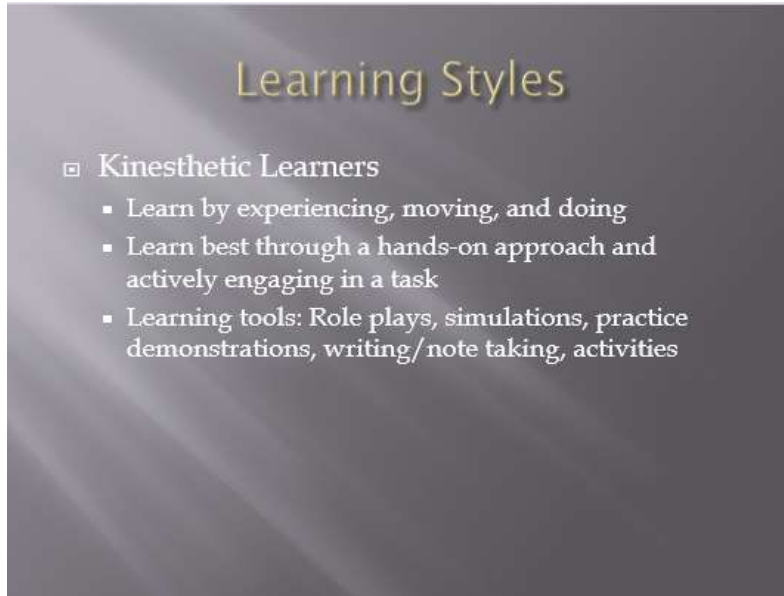 Learning Styles
Kinesthetic Learners
Learn by experiencing, moving, and doing
Learn best through a hands-on approach and
actively engaging in a task
Learning tools: Role plays, simulations, practice
demonstrations, writing/note taking, activities